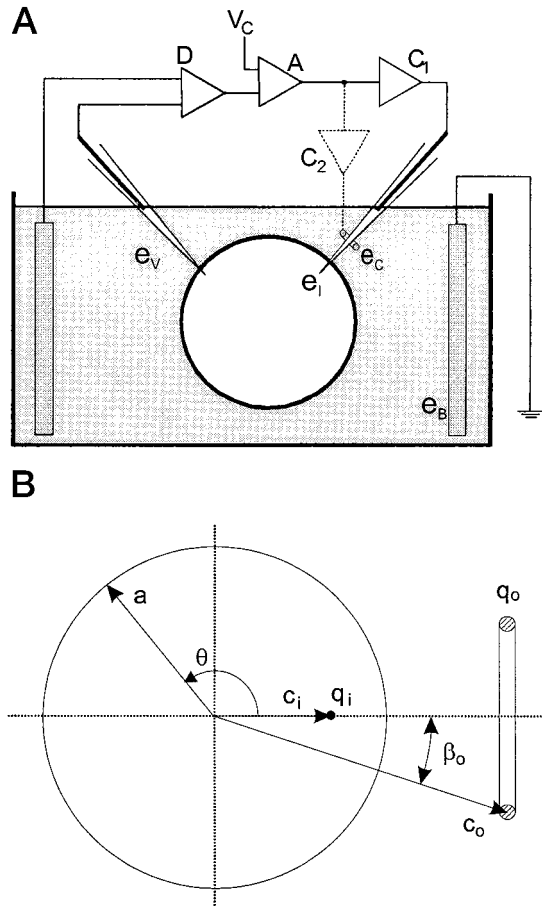 A
V_C
D
A
C_1
C_2
e_V
e_I
e_C
e_B
B
a
θ
c_i
q_i
q_o
β_o
c_o